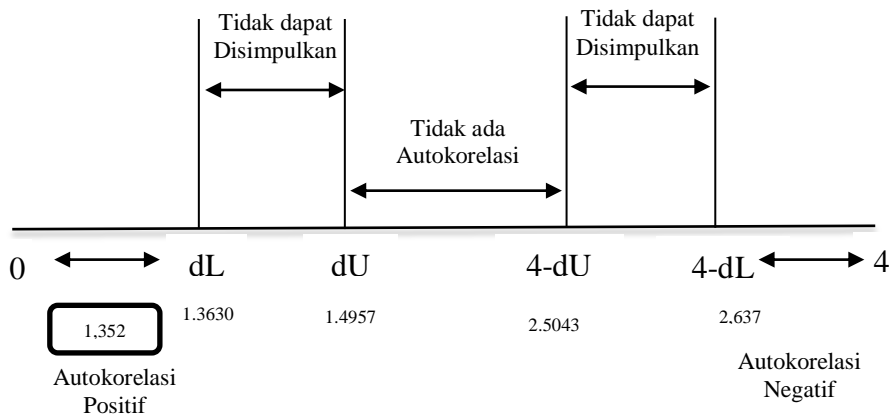 Tidak dapat
Disimpulkan
Tidak dapat
Disimpulkan
Tidak ada
Autokorelasi
0 dL dU 4-dU 4-dL 4
1,352 1.3630 1.4957 2.5043 2,637
Autokorelasi
Positif
Autokorelasi
Negatif